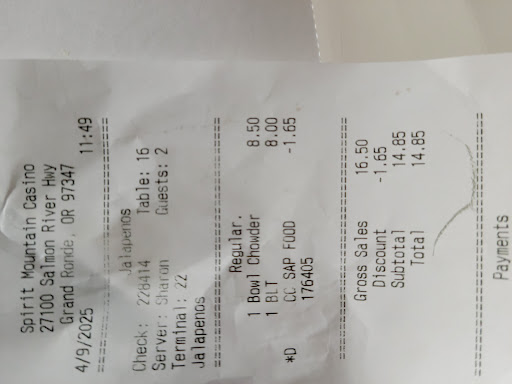 Spirit Mountain Casino
27100 Salmon River Hwy
Grand Ronde, OR 97347
4/9/2025 11:49
================================
Jalapenos
Check: 228414 Table: 16
Server: Sharon Guests: 2
Terminal: 22
Jalapenos
================================
Regular.
1 Bowl Chowder 8.50
1 BLT 8.00
*D CC SAP FOOD -1.65
176405
================================
Gross Sales 16.50
Discount -1.65
Subtotal 14.85
Total 14.85
================================
Payments